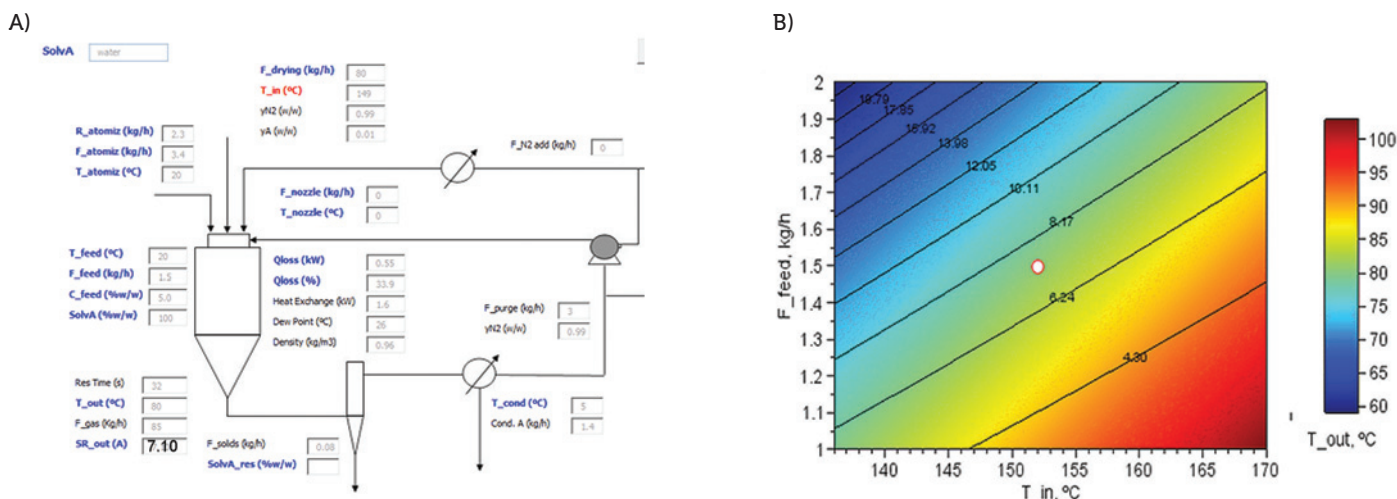 A)
SolvA water
F_drying (kg/h) 80
T_in (ºC) 149
yN2 (w/w) 0.99
yA (w/w) 0.01
R_atomiz (kg/h) 2.3
F_atomiz (kg/h) 3.4
T_atomiz (ºC) 20
F_N2 add (kg/h) 0
F_nozzle (kg/h) 0
T_nozzle (ºC) 0
T_feed (ºC) 20
F_feed (kg/h) 1.5
C_feed (%w/w) 5.0
SolvA (%w/w) 100
Qloss (kW) 0.55
Qloss (%) 33.9
Heat Exchange (kW) 1.6
Dew Point (ºC) 26
Density (kg/m3) 0.96
F_purge (kg/h) 3
yN2 (w/w) 0.99
Res Time (s) 32
T_out (ºC) 80
F_gas (Kg/h) 85
SR_out (A) 7.10
F_solids (kg/h) 0.08
SolvA_res (%w/w)
T_cond (ºC) 5
Cond. A (kg/h) 1.4
B)
F_feed, kg/h
2
1.9
1.8
1.7
1.6
1.5
1.4
1.3
1.2
1.1
1
19.79
17.85
15.92
13.98
12.05
10.11
8.17
6.24
4.30
140 145 150 155 160 165 170
T_in, ºC
100
95
90
85
80
75
70
65
60
T_out, ºC